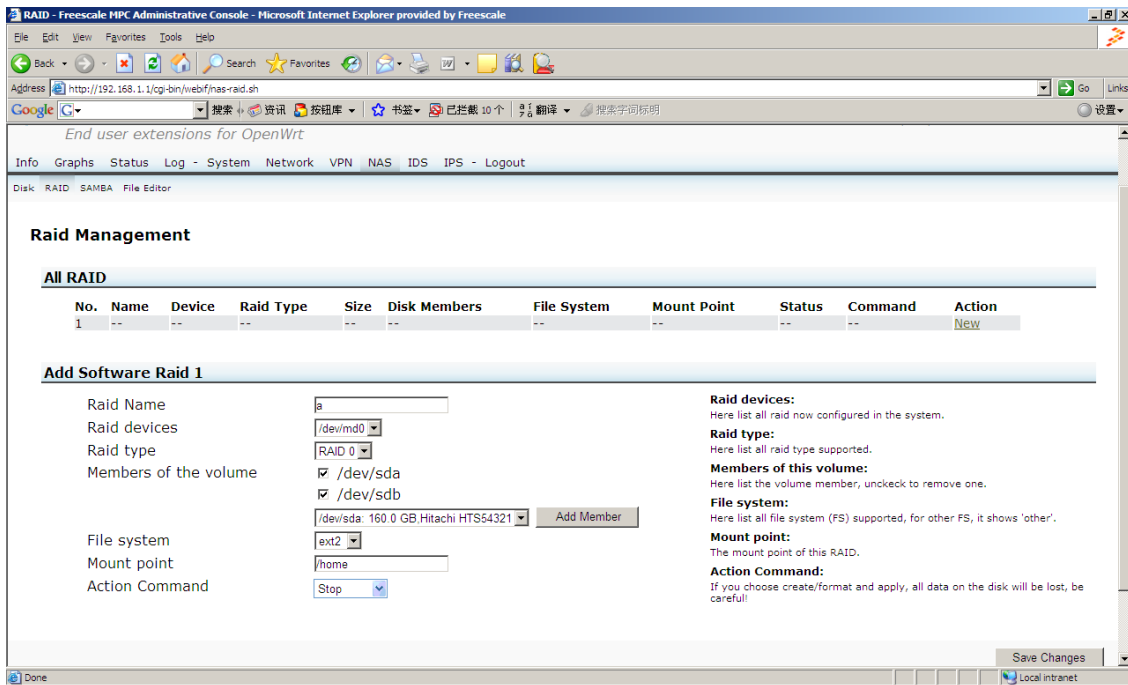 RAID - Freescale MPC Administrative Console - Microsoft Internet Explorer provided by Freescale
File Edit View Favorites Tools Help
Back Search Favorites
Address http://192.168.1.1/cgi-bin/webif/nas-raid.sh Go Links
Google 搜索 资讯 按钮库 书签 已拦截 10 个 翻译 搜索字词标明 设置
End user extensions for OpenWrt
Info Graphs Status Log - System Network VPN NAS IDS IPS - Logout
Disk RAID SAMBA File Editor
Raid Management
All RAID
No. Name Device Raid Type Size Disk Members File System Mount Point Status Command Action
1 -- -- -- -- -- -- -- -- -- New
Add Software Raid 1
Raid Name a
Raid devices /dev/md0
Raid type RAID 0
Members of the volume /dev/sda
/dev/sdb
/dev/sda: 160.0 GB,Hitachi HTS54321 Add Member
File system ext2
Mount point /home
Action Command Stop
Raid devices:
Here list all raid now configured in the system.
Raid type:
Here list all raid type supported.
Members of this volume:
Here list the volume member, unckeck to remove one.
File system:
Here list all file system (FS) supported, for other FS, it shows 'other'.
Mount point:
The mount point of this RAID.
Action Command:
If you choose create/format and apply, all data on the disk will be lost, be
careful!
Save Changes
Done Local intranet